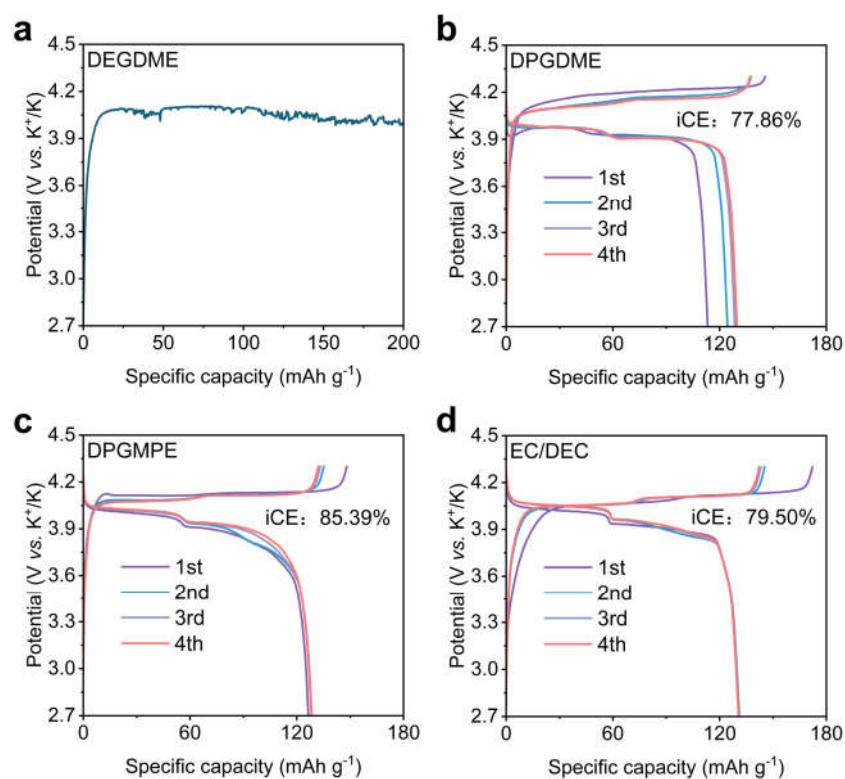 a
DEGDME
Potential (V vs. K⁺/K)
4.5
4.2
3.9
3.6
3.3
3.0
2.7
0
50
100
150
200
Specific capacity (mAh g⁻¹)
b
DPGDME
iCE：77.86%
1st
2nd
3rd
4th
Potential (V vs. K⁺/K)
4.5
4.2
3.9
3.6
3.3
3.0
2.7
0
60
120
180
Specific capacity (mAh g⁻¹)
c
DPGMPE
iCE：85.39%
1st
2nd
3rd
4th
Potential (V vs. K⁺/K)
4.5
4.2
3.9
3.6
3.3
3.0
2.7
0
60
120
180
Specific capacity (mAh g⁻¹)
d
EC/DEC
iCE：79.50%
1st
2nd
3rd
4th
Potential (V vs. K⁺/K)
4.5
4.2
3.9
3.6
3.3
3.0
2.7
0
60
120
180
Specific capacity (mAh g⁻¹)